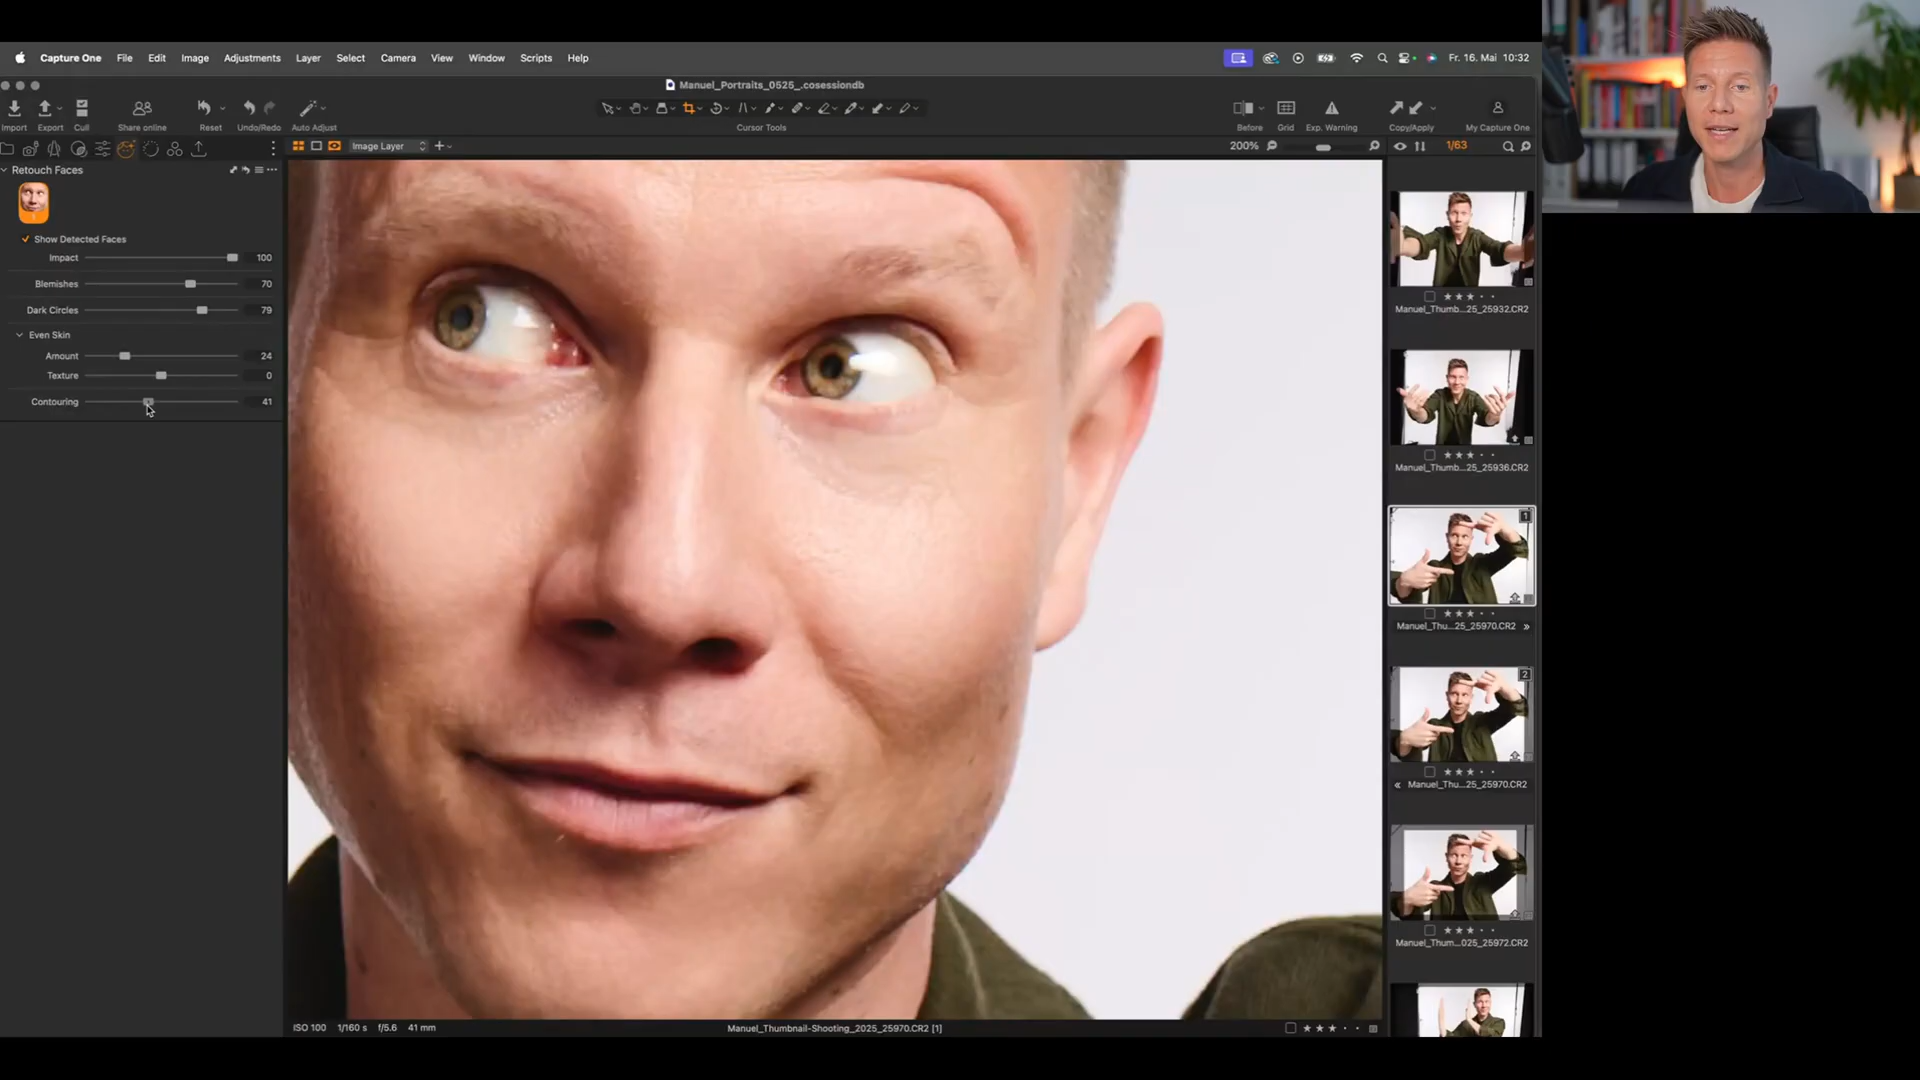 Capture One File Edit Image Adjustments Layer Select Camera View Window Scripts Help Fr. 16. Mai 10:32
Manuel_Portraits_0525_.cosessiondb
Import Export Cull Share online Reset Undo/Redo Auto Adjust Cursor Tools Before Grid Exp. Warning Copy/Apply My Capture One
Image Layer 200% 1/63
Retouch Faces
1
Show Detected Faces
Impact 100
Blemishes 70
Dark Circles 79
Even Skin
Amount 24
Texture 0
Contouring 41
Manuel_Thumb...25_25932.CR2
Manuel_Thumb...25_25936.CR2
1
Manuel_Thu...25_25970.CR2 »
2
« Manuel_Thu...25_25970.CR2
Manuel_Thum...025_25972.CR2
ISO 100 1/160 s f/5.6 41 mm Manuel_Thumbnail-Shooting_2025_25970.CR2 [1]